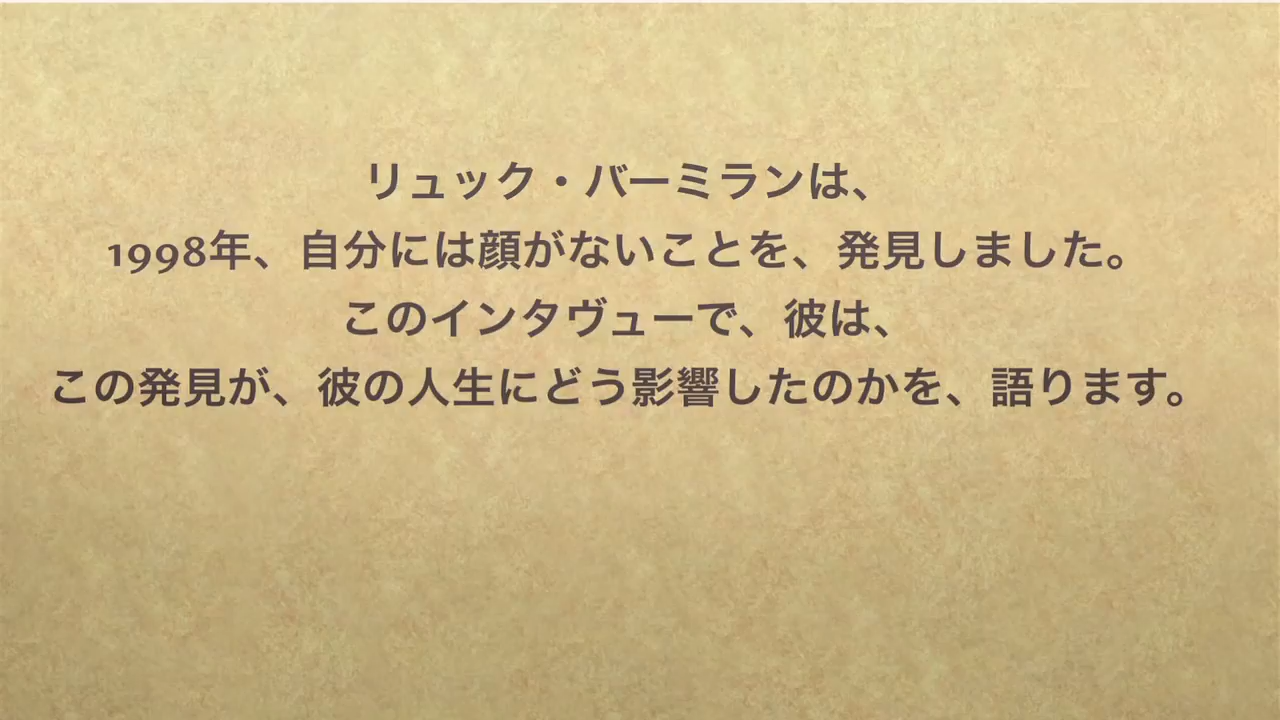 リュック・バーミランは、
1998年、自分には顔がないことを、発見しました。
このインタヴューで、彼は、
この発見が、彼の人生にどう影響したのかを、語ります。